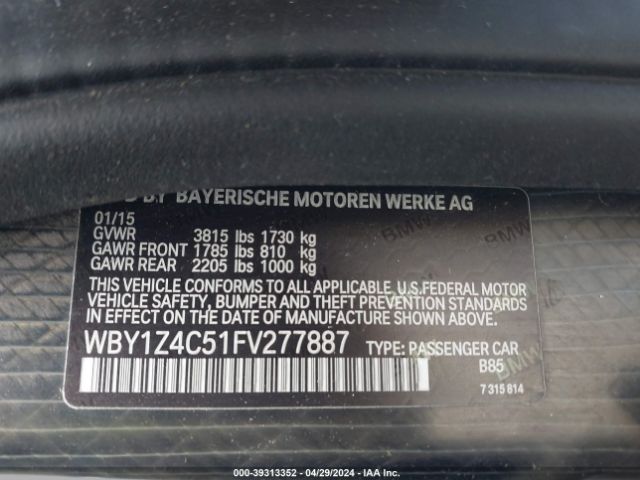 BY BAYERISCHE MOTOREN WERKE AG
01/15
GVWR 3815 lbs 1730 kg
GAWR FRONT 1785 lbs 810 kg
GAWR REAR 2205 lbs 1000 kg
THIS VEHICLE CONFORMS TO ALL APPLICABLE U.S.FEDERAL MOTOR
VEHICLE SAFETY, BUMPER AND THEFT PREVENTION STANDARDS
IN EFFECT ON THE DATE OF MANUFACTURE SHOWN ABOVE.
WBY1Z4C51FV277887 TYPE: PASSENGER CAR
B85
7 315 814
000-39313352 - 04/29/2024 - IAA Inc.